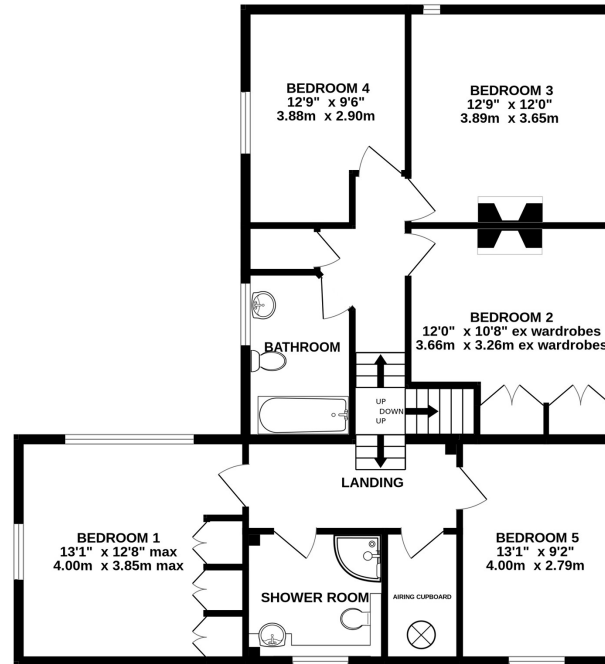 BEDROOM 4
12'9" x 9'6"
3.88m x 2.90m
BEDROOM 3
12'9" x 12'0"
3.89m x 3.65m
BEDROOM 2
12'0" x 10'8" ex wardrobes
3.66m x 3.26m ex wardrobes
BATHROOM
UP
DOWN
UP
LANDING
BEDROOM 1
13'1" x 12'8" max
4.00m x 3.85m max
BEDROOM 5
13'1" x 9'2"
4.00m x 2.79m
SHOWER ROOM
AIRING CUPBOARD